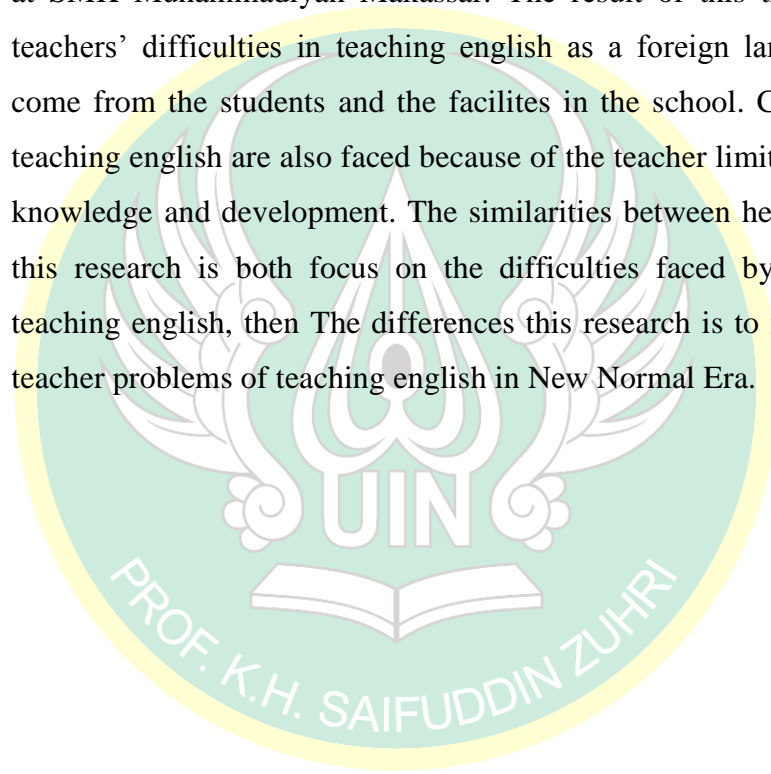 at SMK Muhammadiyah Makassar. The result of this
teachers' difficulties in teaching english as a foreign
come from the students and the facilites in the school.
teaching english are also faced because of the teacher
knowledge and development. The similarities between
this research is both focus on the difficulties faced by
teaching english, then The differences this research is to
teacher problems of teaching english in New Normal Era.
UIN
PROF. K.H. SAIFUDDIN ZUHRI